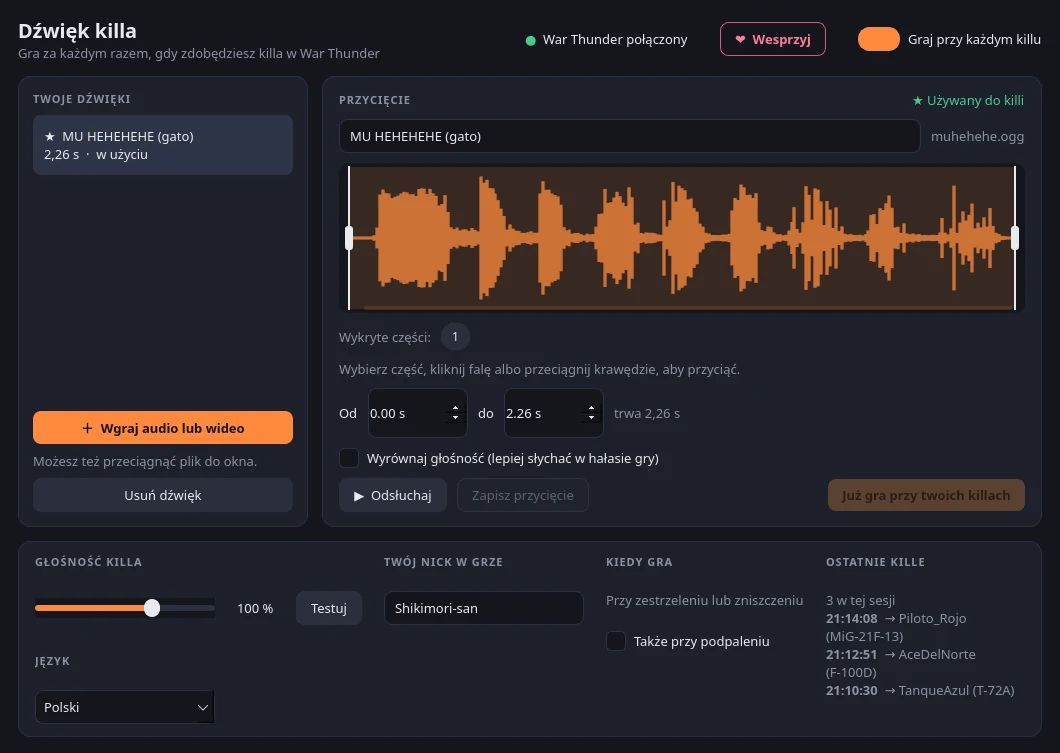 Dźwięk killa
Gra za każdym razem, gdy zdobędziesz killa w War Thunder
War Thunder połączony
❤ Wesprzyj
Graj przy każdym killu
TWOJE DŹWIĘKI
★ MU HEHEHEHE (gato)
2,26 s · w użyciu
+ Wgraj audio lub wideo
Możesz też przeciągnąć plik do okna.
Usuń dźwięk
PRZYCIĘCIE
★ Używany do killi
MU HEHEHEHE (gato)
muhehehe.ogg
Wykryte części: 1
Wybierz część, kliknij falę albo przeciągnij krawędzie, aby przyciąć.
Od 0.00 s do 2.26 s trwa 2,26 s
Wyrównaj głośność (lepiej słychać w hałasie gry)
▶ Odsłuchaj
Zapisz przycięcie
Już gra przy twoich killach
GŁOŚNOŚĆ KILLA
100 %
Testuj
JĘZYK
Polski
TWÓJ NICK W GRZE
Shikimori-san
KIEDY GRA
Przy zestrzeleniu lub zniszczeniu
Także przy podpaleniu
OSTATNIE KILLE
3 w tej sesji
21:14:08 → Piloto_Rojo
(MiG-21F-13)
21:12:51 → AceDelNorte
(F-100D)
21:10:30 → TanqueAzul (T-72A)